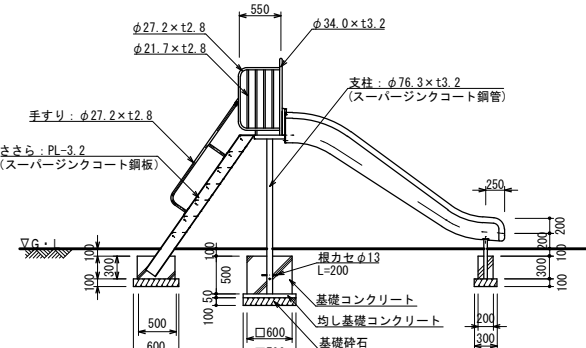 550
φ27.2×t2.8
φ34.0×t3.2
φ21.7×t2.8
支柱：φ76.3×t3.2
(スーパージンクコート鋼管)
手すり：φ27.2×t2.8
ささら：PL-3.2
(スーパージンクコート鋼板)
250
200
200
▽G・L
100
300
100
100
500
50
100
根カセφ13
L=200
100
300
100
基礎コンクリート
均し基礎コンクリート
基礎砕石
500
600
□600
200
300